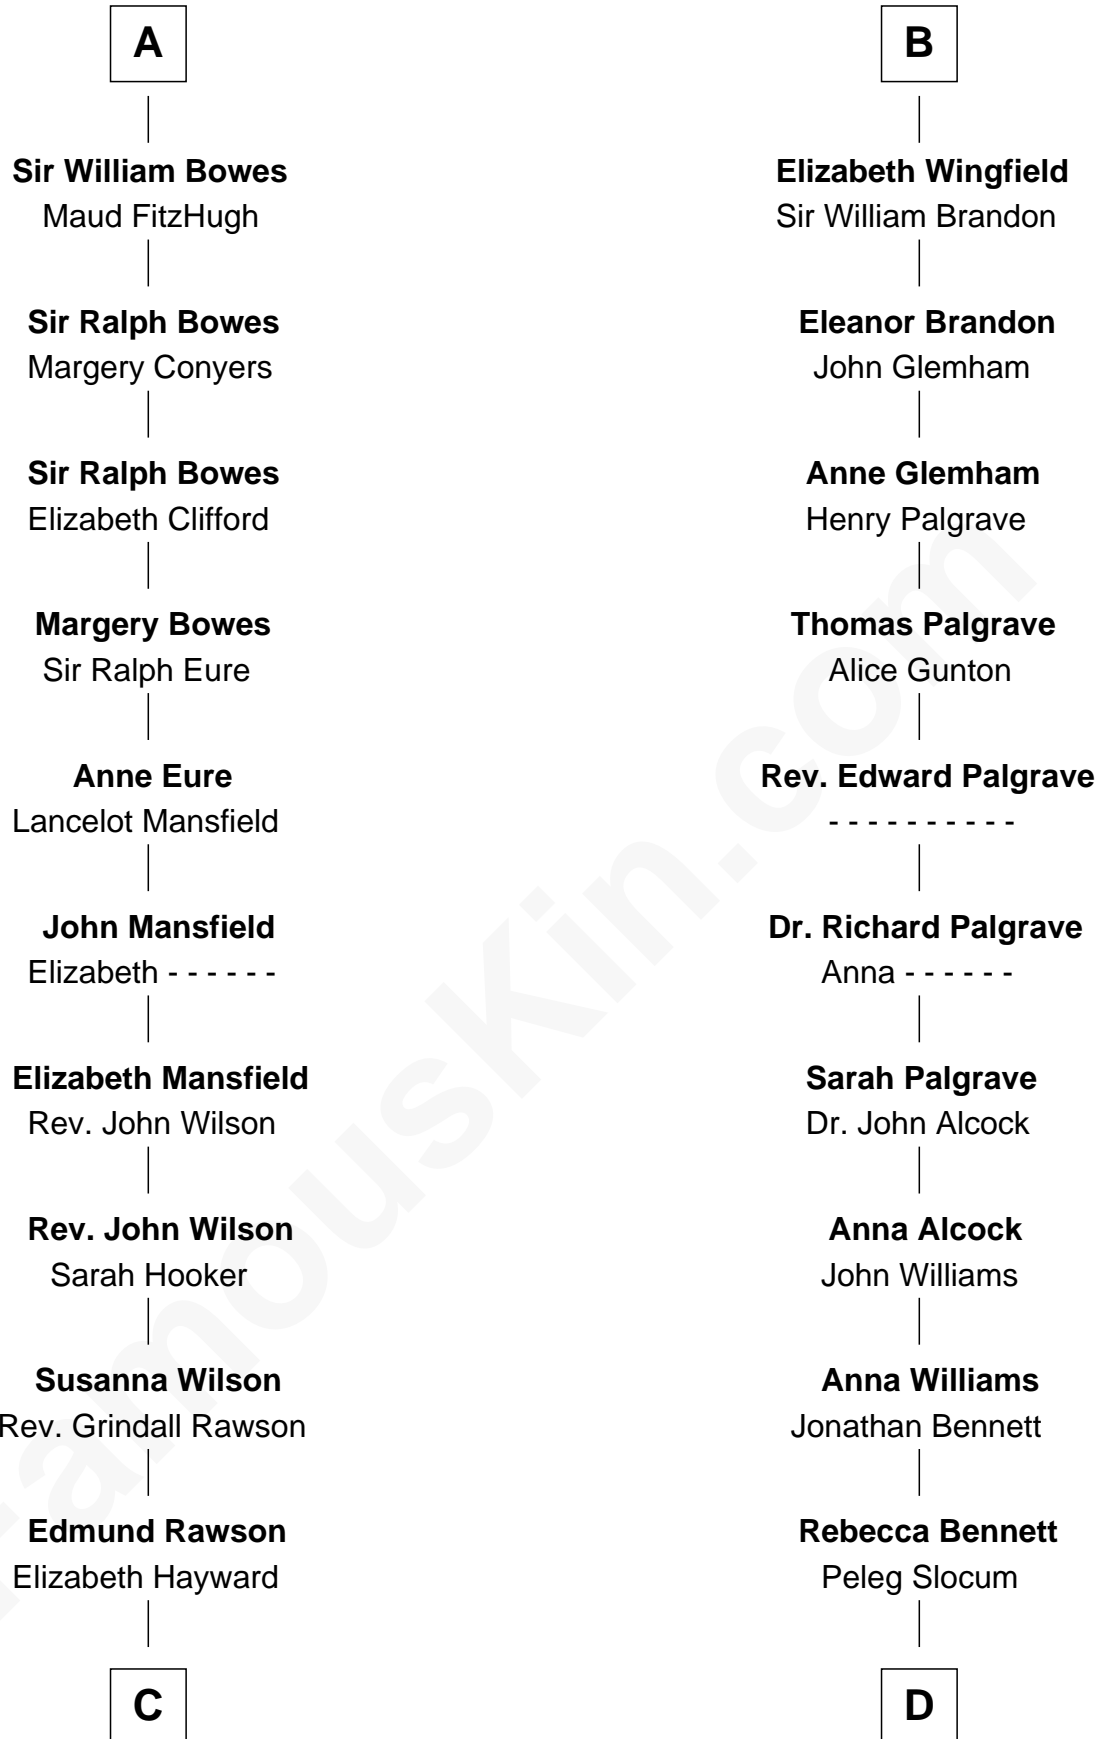 A
Sir William Bowes
Maud FitzHugh
Sir Ralph Bowes
Margery Conyers
Sir Ralph Bowes
Elizabeth Clifford
Margery Bowes
Sir Ralph Eure
Anne Eure
Lancelot Mansfield
John Mansfield
Elizabeth - - - - - -
Elizabeth Mansfield
Rev. John Wilson
Rev. John Wilson
Sarah Hooker
Susanna Wilson
Rev. Grindall Rawson
Edmund Rawson
Elizabeth Hayward
C
B
Elizabeth Wingfield
Sir William Brandon
Eleanor Brandon
John Glemham
Anne Glemham
Henry Palgrave
Thomas Palgrave
Alice Gunton
Rev. Edward Palgrave
- - - - - - - - - -
Dr. Richard Palgrave
Anna - - - - - -
Sarah Palgrave
Dr. John Alcock
Anna Alcock
John Williams
Anna Williams
Jonathan Bennett
Rebecca Bennett
Peleg Slocum
D
FamousKin.com